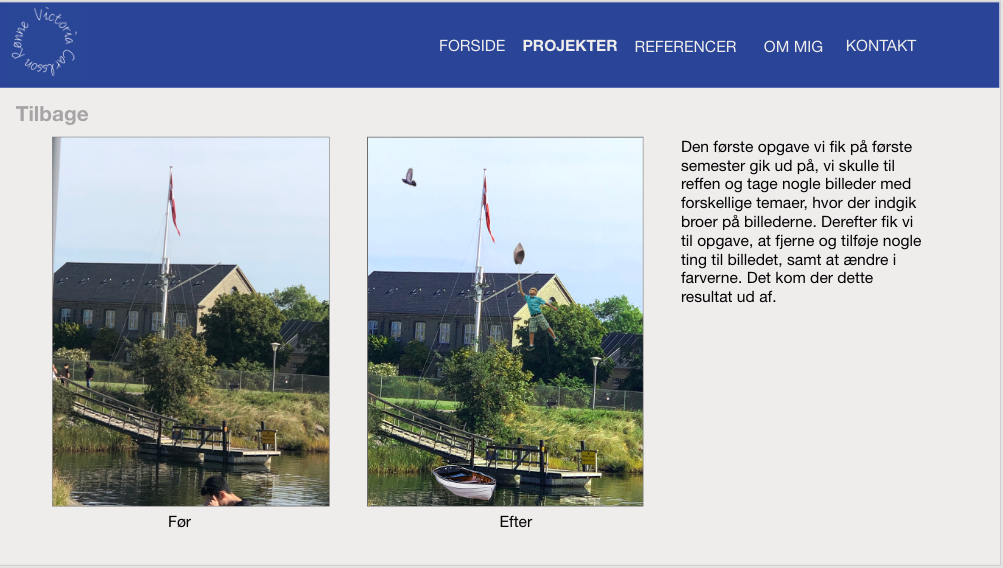 Victoria Carlsson Rønne
FORSIDE PROJEKTER REFERENCER OM MIG KONTAKT
Tilbage
Den første opgave vi fik på første
semester gik ud på, vi skulle til
reffen og tage nogle billeder med
forskellige temaer, hvor der indgik
broer på billederne. Derefter fik vi
til opgave, at fjerne og tilføje nogle
ting til billedet, samt at ændre i
farverne. Det kom der dette
resultat ud af.
Før
Efter